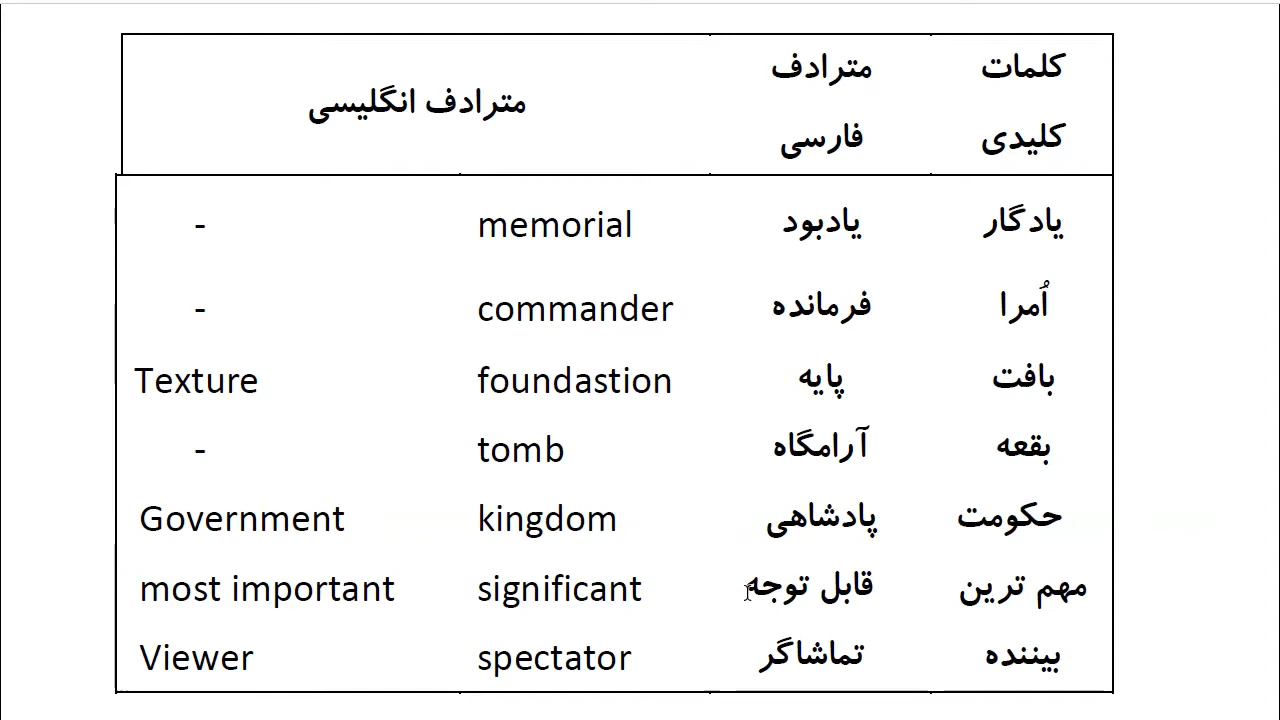 کلمات کلیدی مترادف فارسی مترادف انگلیسی
یادگار یادبود memorial -
اُمرا فرمانده commander -
بافت پایه foundastion Texture
بقعه آرامگاه tomb -
حکومت پادشاهی kingdom Government
مهم ترین قابل توجه significant most important
بیننده تماشاگر spectator Viewer